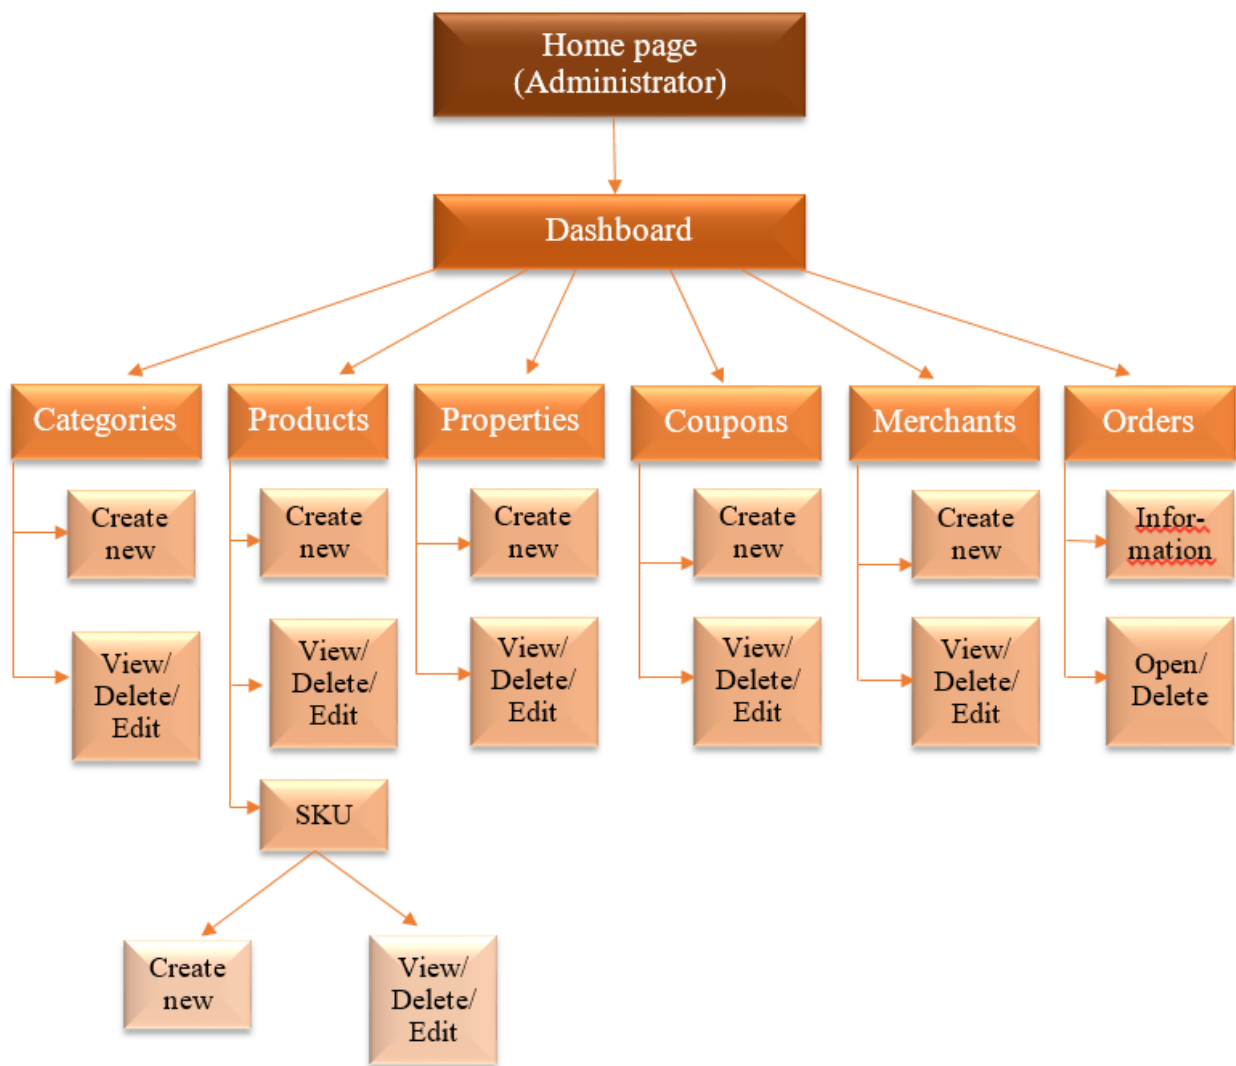 Home page
(Administrator)
Dashboard
Categories
Products
Properties
Coupons
Merchants
Orders
Create
new
Create
new
Create
new
Create
new
Create
new
Infor-
mation
View/
Delete/
Edit
View/
Delete/
Edit
View/
Delete/
Edit
View/
Delete/
Edit
View/
Delete/
Edit
Open/
Delete
SKU
Create
new
View/
Delete/
Edit